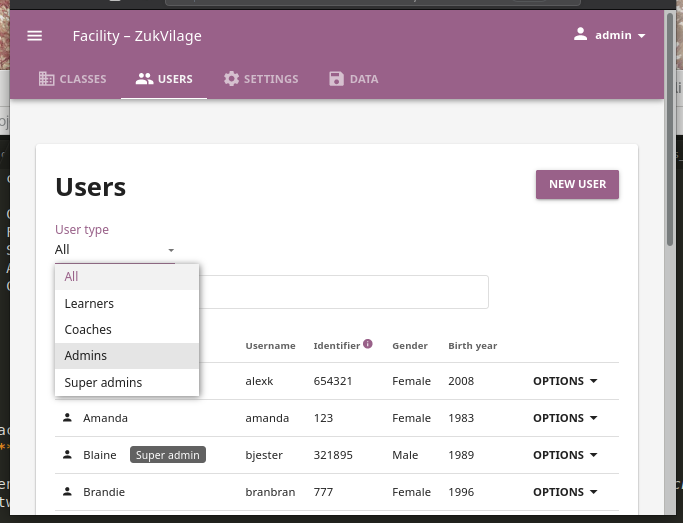 Facility – ZukVilage
admin
CLASSES USERS SETTINGS DATA
Users
NEW USER
User type
All
All
Learners
Coaches
Admins
Super admins
Username Identifier Gender Birth year
alexk 654321 Female 2008 OPTIONS
Amanda amanda 123 Female 1983 OPTIONS
Blaine Super admin bjester 321895 Male 1989 OPTIONS
Brandie branbran 777 Female 1996 OPTIONS